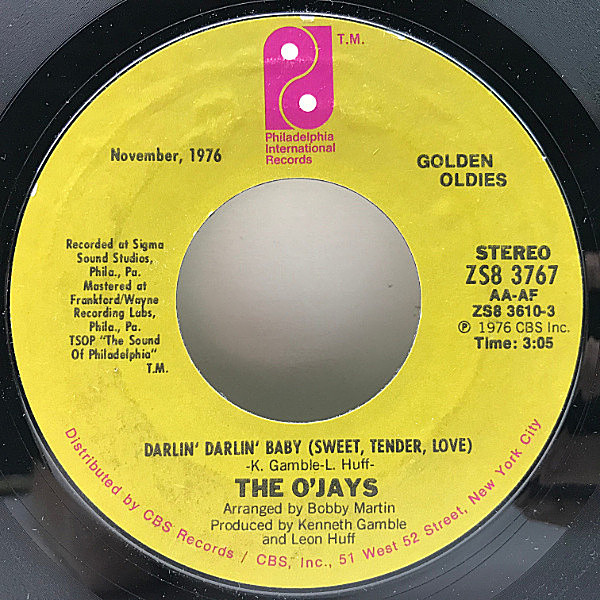 T.M.
Philadelphia
International
Records
November, 1976
GOLDEN
OLDIES
Recorded at Sigma
Sound Studios,
Phila., Pa.
Mastered at
Frankford/Wayne
Recording Labs,
Phila., Pa.
TSOP "The Sound
Of Philadelphia"
T.M.
STEREO
ZS8 3767
AA-AF
ZS8 3610-3
Ⓟ 1976 CBS Inc.
Time: 3:05
DARLIN' DARLIN' BABY (SWEET, TENDER, LOVE)
-K. Gamble-L. Huff-
THE O'JAYS
Arranged by Bobby Martin
Produced by Kenneth Gamble
and Leon Huff
Distributed by CBS Records / CBS, Inc., 51 West 52 Street, New York City